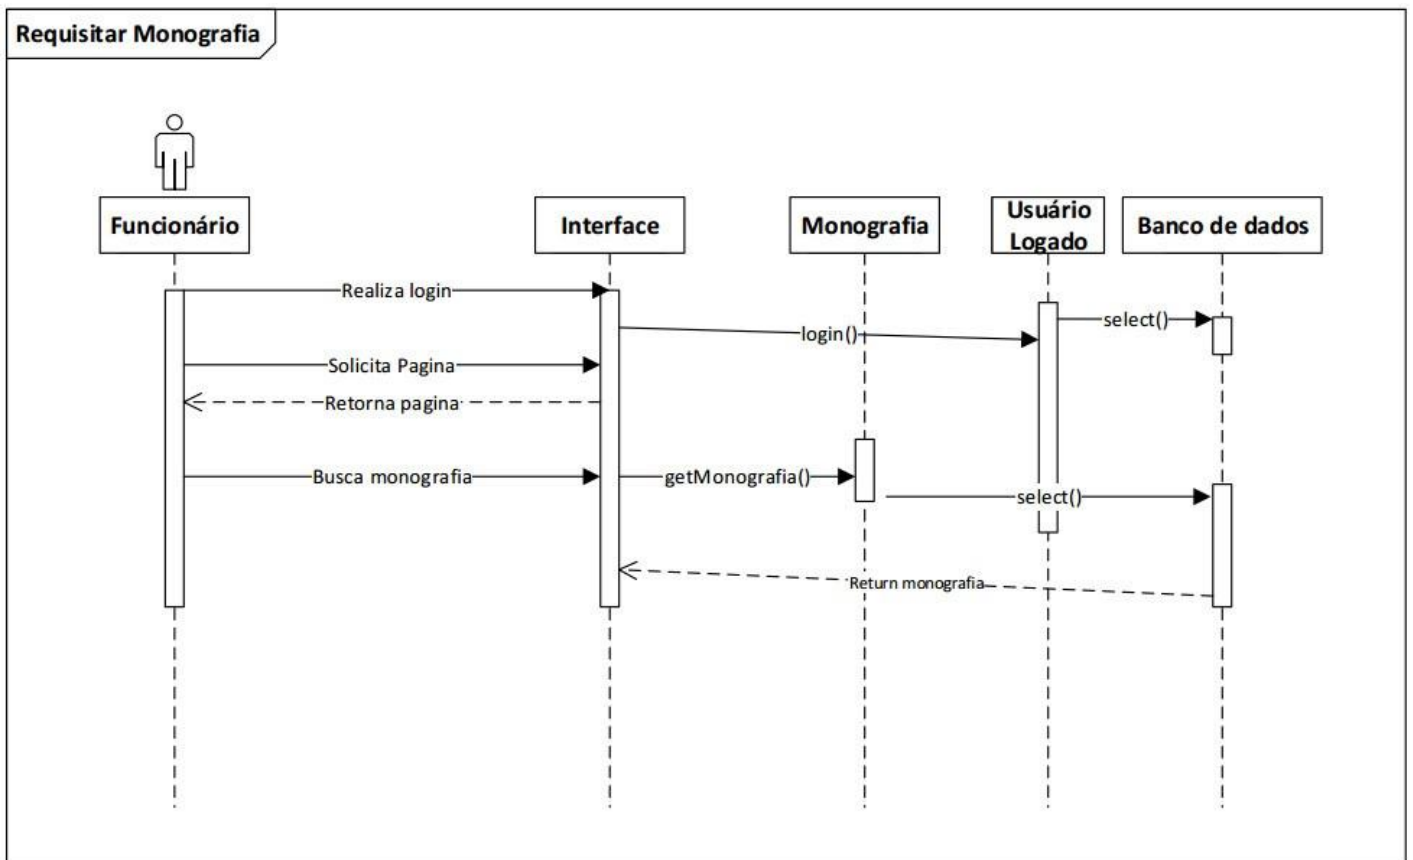 Requisitar Monografia
Funcionário
Interface
Monografia
Usuário
Logado
Banco de dados
Realiza login
select()
login()
Solicita Pagina
Retorna pagina
Busca monografia
getMonografia()
select()
Return monografia